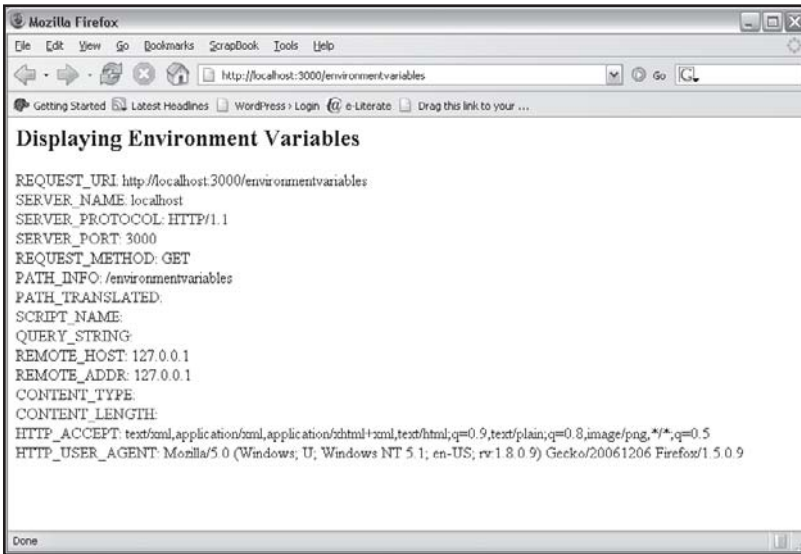 Mozilla Firefox
File Edit View Go Bookmarks ScrapBook Tools Help
http://localhost:3000/environmentvariables Go G
Getting Started Latest Headlines WordPress › Login e-Literate Drag this link to your ...
Displaying Environment Variables
REQUEST_URI: http://localhost:3000/environmentvariables
SERVER_NAME: localhost
SERVER_PROTOCOL: HTTP/1.1
SERVER_PORT: 3000
REQUEST_METHOD: GET
PATH_INFO: /environmentvariables
PATH_TRANSLATED:
SCRIPT_NAME:
QUERY_STRING:
REMOTE_HOST: 127.0.0.1
REMOTE_ADDR: 127.0.0.1
CONTENT_TYPE:
CONTENT_LENGTH:
HTTP_ACCEPT: text/xml,application/xml,application/xhtml+xml,text/html;q=0.9,text/plain;q=0.8,image/png,*/*;q=0.5
HTTP_USER_AGENT: Mozilla/5.0 (Windows; U; Windows NT 5.1; en-US; rv:1.8.0.9) Gecko/20061206 Firefox/1.5.0.9
Done